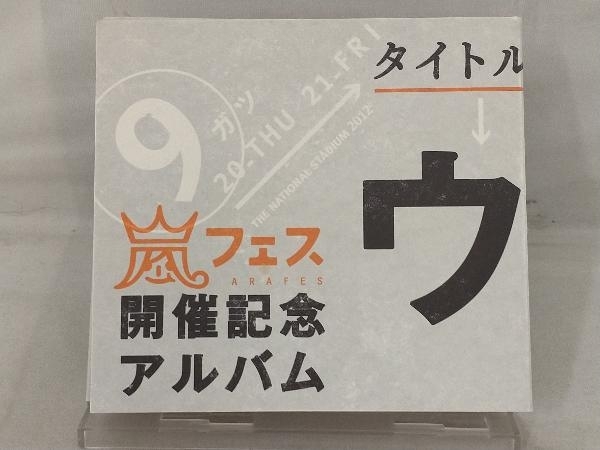 9
ガツ
20-THU 21-FRI
THE NATIONAL STADIUM 2012
タイトル
ウ
嵐フェス
ARAFES
開催記念
アルバム